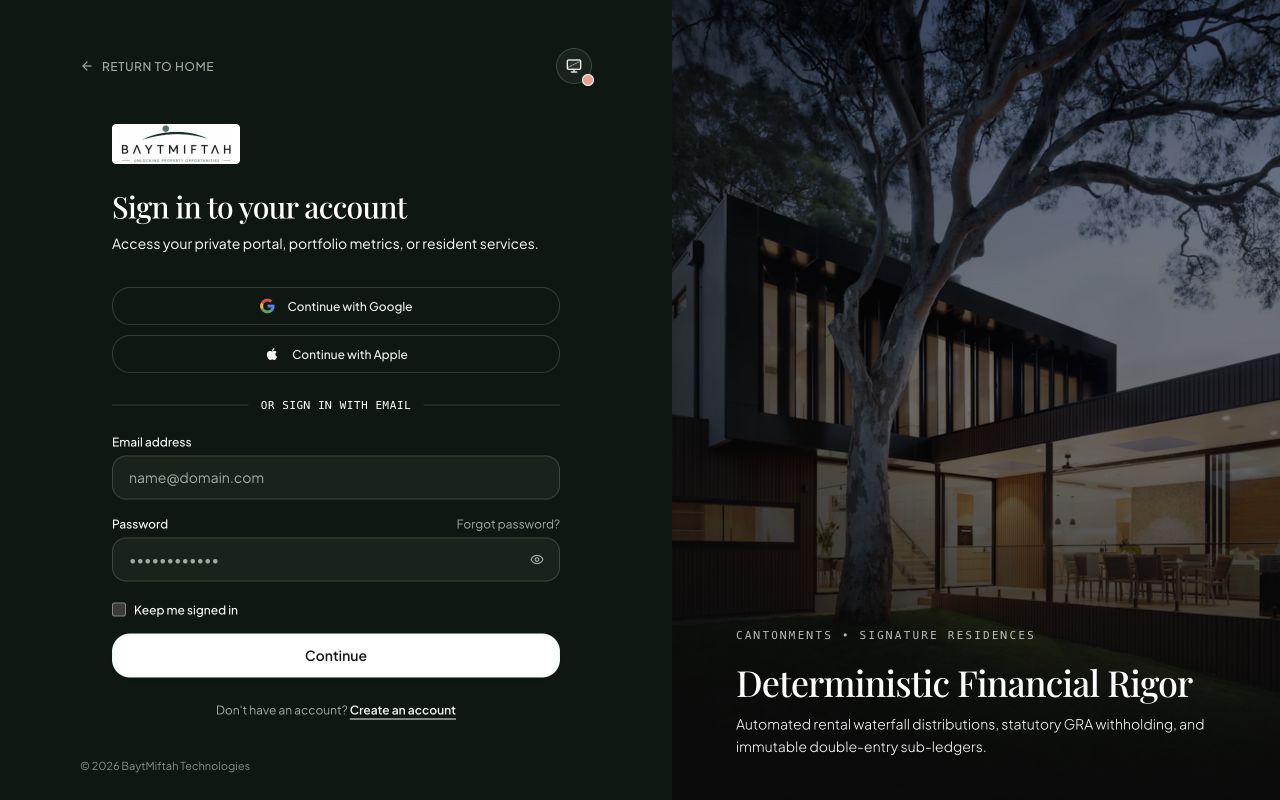 RETURN TO HOME
BAYTMIFTAH
UNLOCKING PROPERTY OPPORTUNITIES
Sign in to your account
Access your private portal, portfolio metrics, or resident services.
Continue with Google
Continue with Apple
OR SIGN IN WITH EMAIL
Email address
name@domain.com
Password
Forgot password?
Keep me signed in
Continue
Don't have an account? Create an account
© 2026 BaytMiftah Technologies
CANTONMENTS • SIGNATURE RESIDENCES
Deterministic Financial Rigor
Automated rental waterfall distributions, statutory GRA withholding, and
immutable double-entry sub-ledgers.